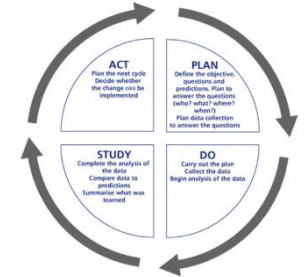 ACT
Plan the next cycle
Decide whether
the change can be
implemented
PLAN
Define the objective,
questions and
predictions. Plan to
answer the questions
(who? what? where?
when?)
Plan data collection
to answer the questions
STUDY
Complete the analysis of
the data
Compare data to
predictions
Summarise what was
learned
DO
Carry out the plan
Collect the data
Begin analysis of the data